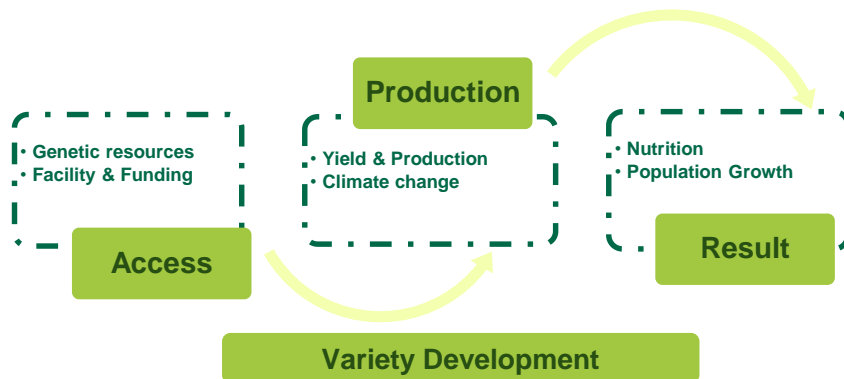 Production
• Genetic resources
• Facility & Funding
• Yield & Production
• Climate change
• Nutrition
• Population Growth
Access
Result
Variety Development